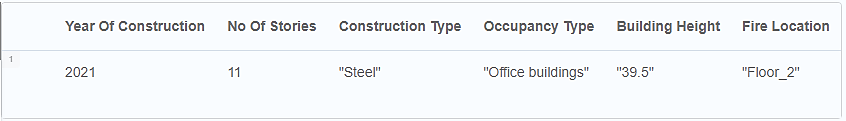 Year Of Construction No Of Stories Construction Type Occupancy Type Building Height Fire Location
1 2021 11 "Steel" "Office buildings" "39.5" "Floor_2"